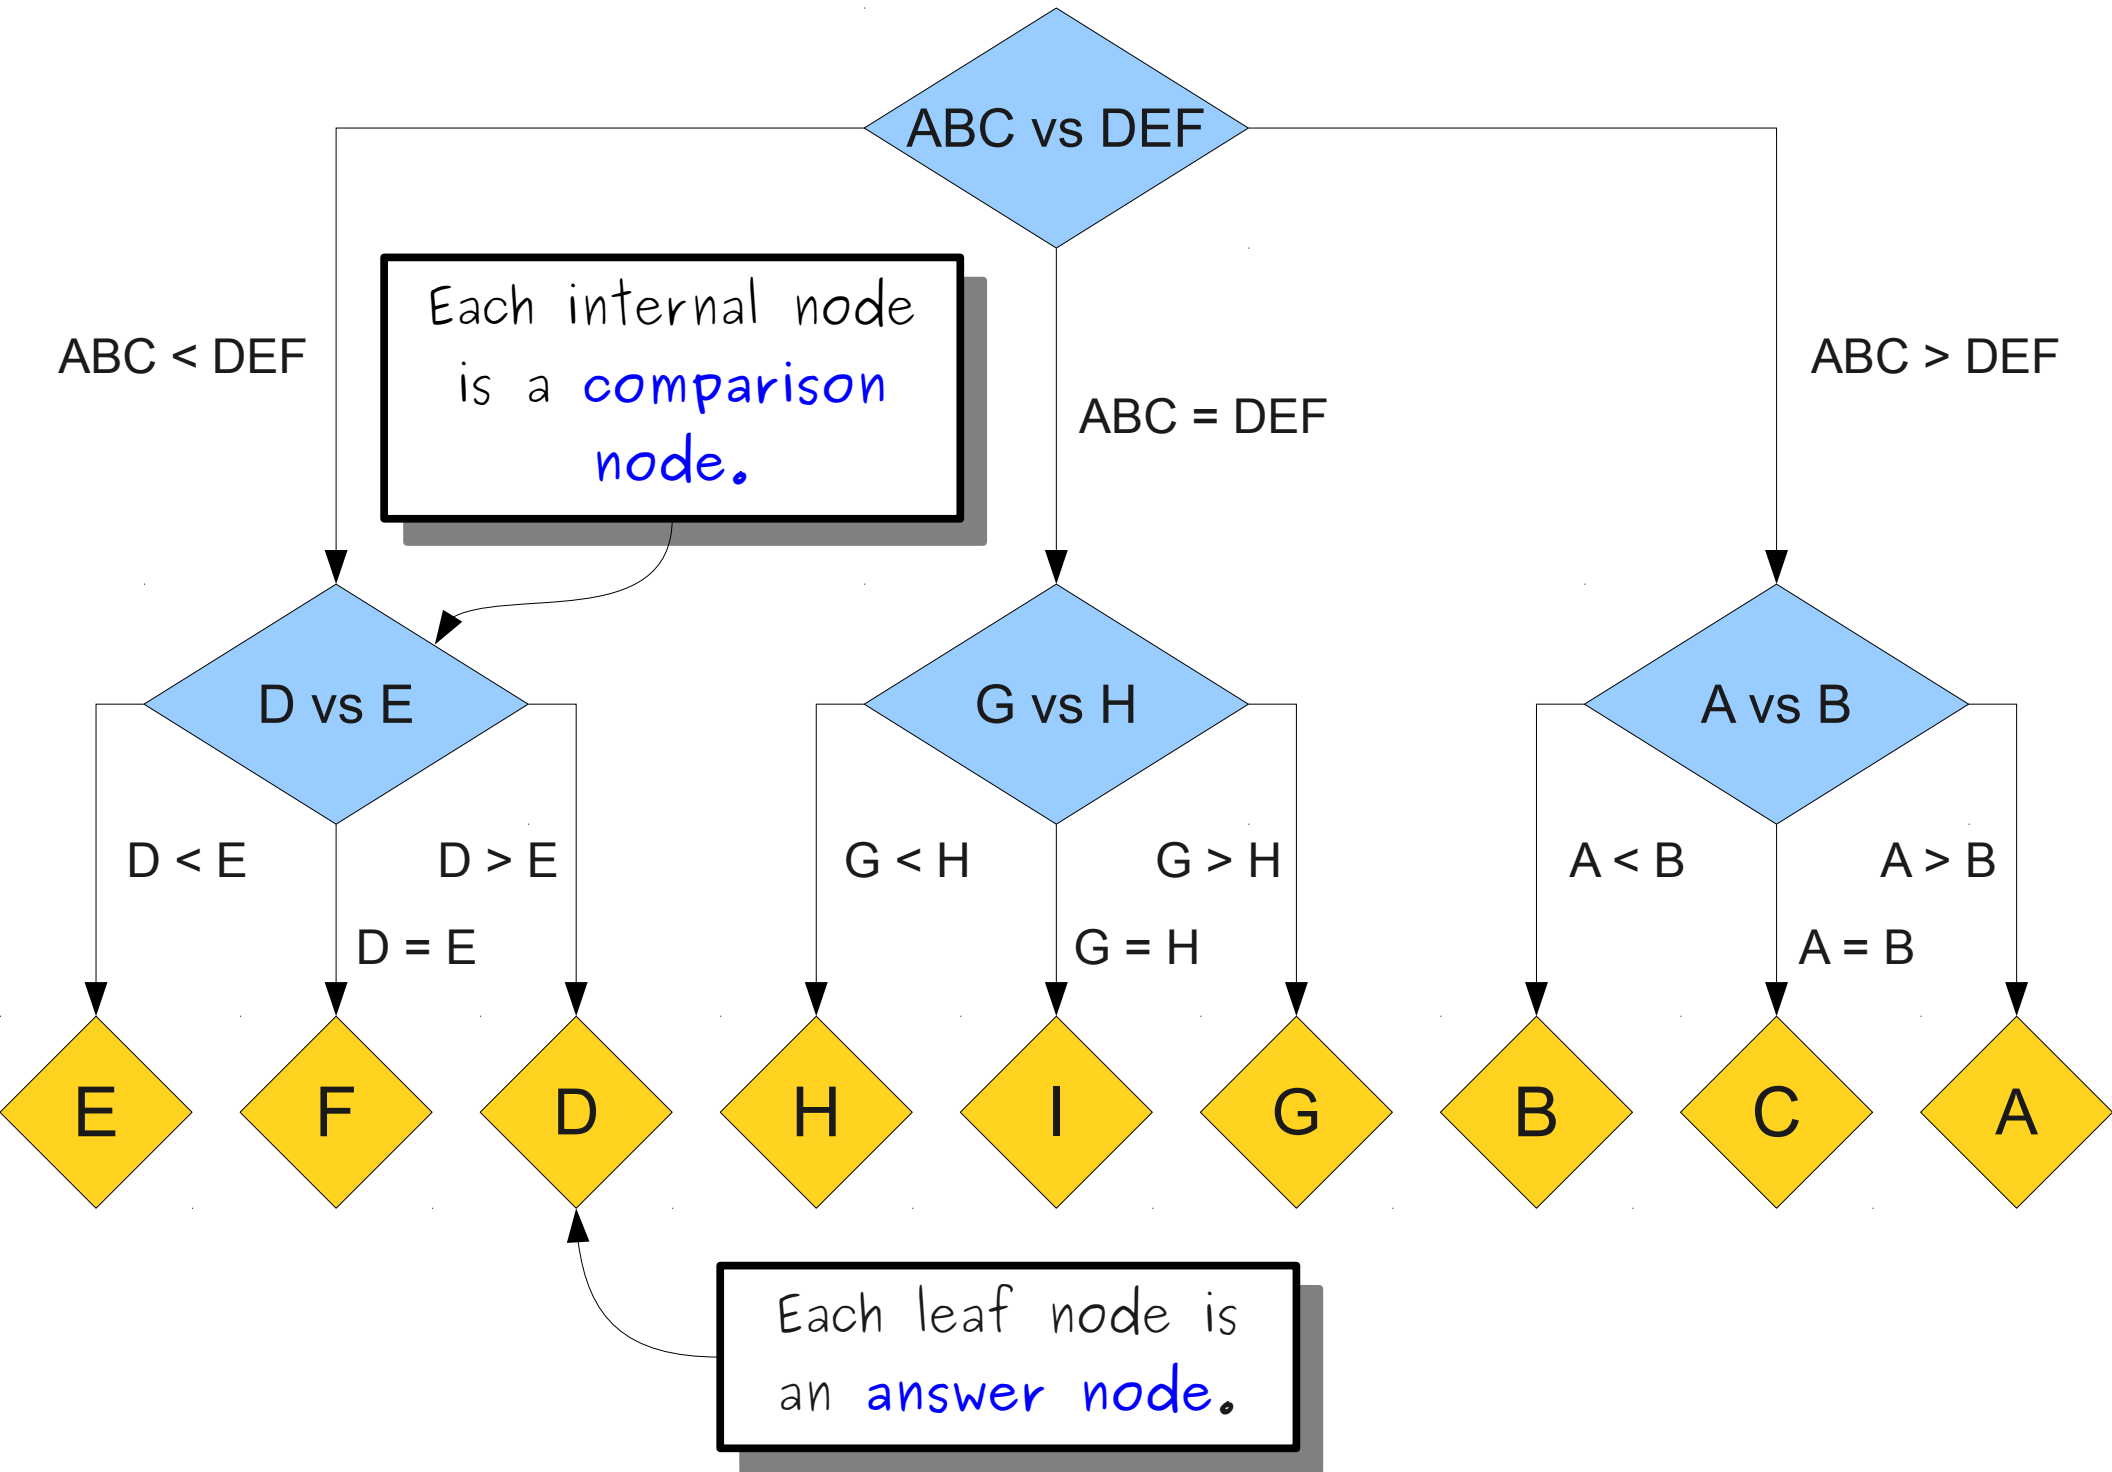 ABC vs DEF
Each internal node
is a comparison
node.
ABC < DEF
ABC = DEF
ABC > DEF
D vs E
G vs H
A vs B
D < E
D = E
D > E
G < H
G = H
G > H
A < B
A = B
A > B
E
F
D
H
I
G
B
C
A
Each leaf node is
an answer node.